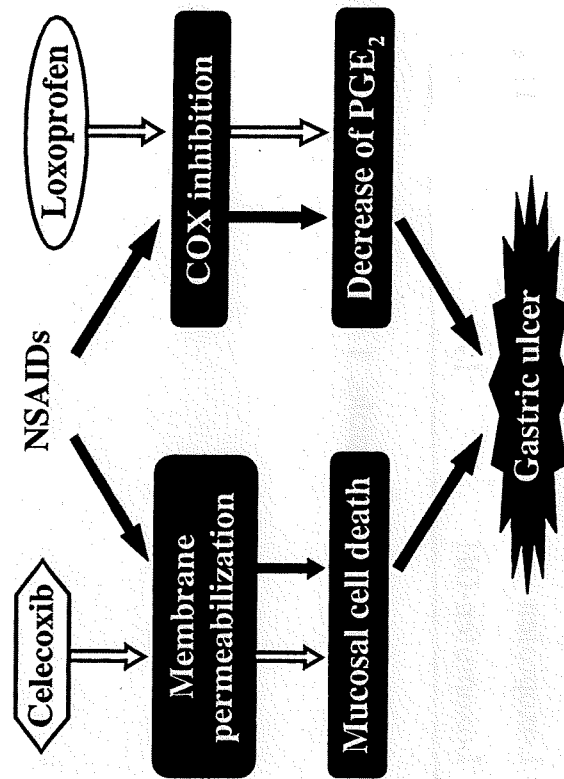 NSAIDs
Celecoxib
Loxoprofen
Membrane
permeabilization
COX inhibition
Mucosal cell death
Decrease of PGE₂
Gastric ulcer